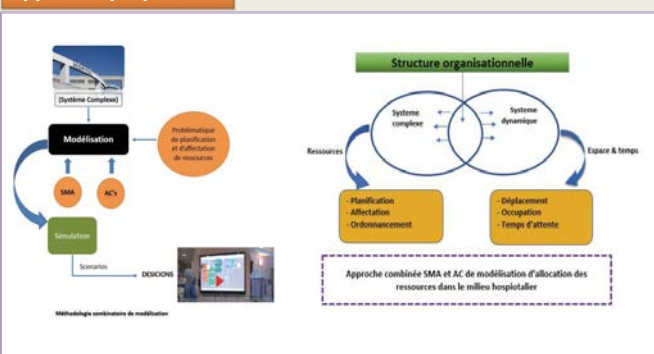 (Système Complexe)
Modélisation
Problématique
de planification
et d'affectation
de ressources
SMA
AC's
Simulation
Scenarios
DESICIONS
Méthodologie combinatoire de modélisation
Structure organisationnelle
Systeme
complexe
Systeme
dynamique
Ressources
Espace & temps
- Planification
- Affectation
- Ordonnancement
- Déplacement
- Occupation
- Temps d'attente
Approche combinée SMA et AC de modélisation d'allocation des
ressources dans le milieu hospiotalier